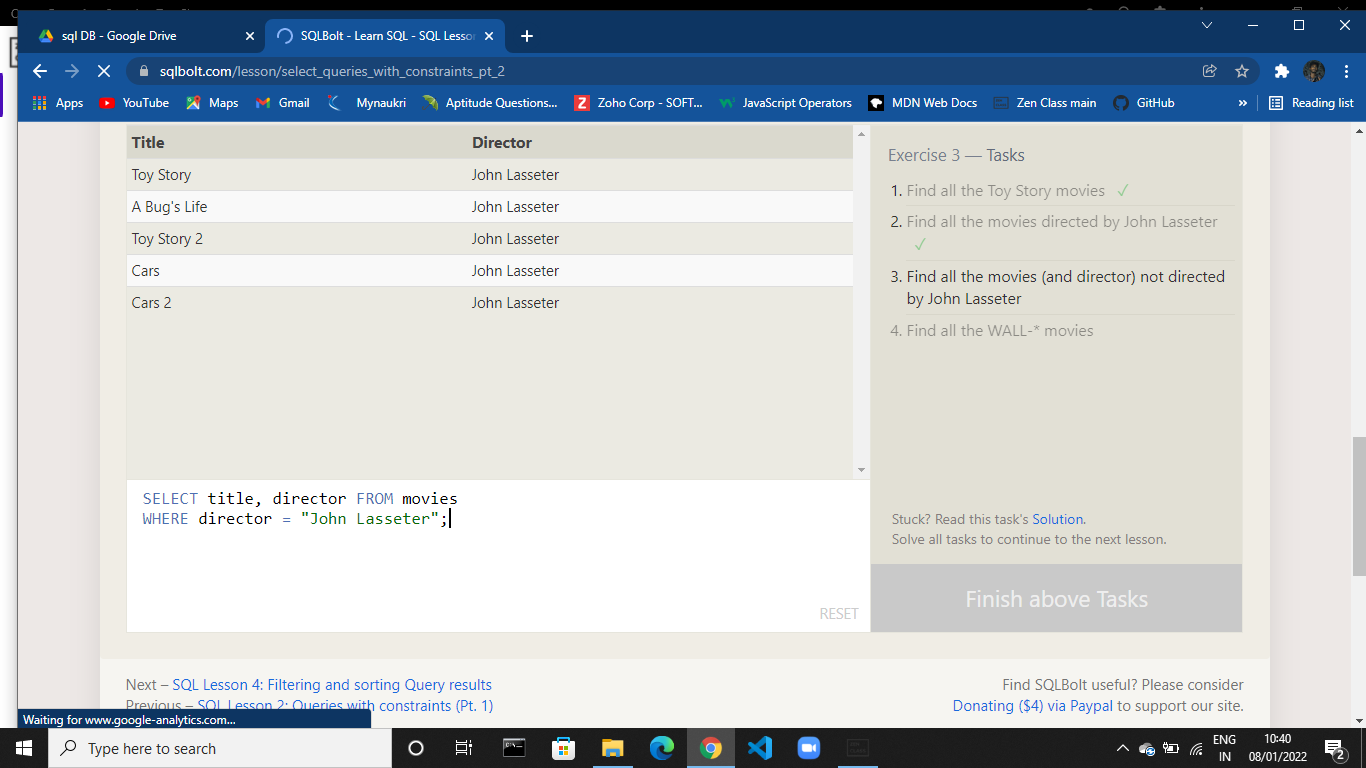 sql DB - Google Drive
SQLBolt - Learn SQL - SQL Lesson
sqlbolt.com/lesson/select_queries_with_constraints_pt_2
Apps YouTube Maps Gmail Mynaukri Aptitude Questions... Zoho Corp - SOFT... JavaScript Operators MDN Web Docs Zen Class main GitHub » Reading list
Title Director
Toy Story John Lasseter
A Bug's Life John Lasseter
Toy Story 2 John Lasseter
Cars John Lasseter
Cars 2 John Lasseter
SELECT title, director FROM movies
WHERE director = "John Lasseter";
RESET
Exercise 3 — Tasks
1. Find all the Toy Story movies ✓
2. Find all the movies directed by John Lasseter
✓
3. Find all the movies (and director) not directed
by John Lasseter
4. Find all the WALL-* movies
Stuck? Read this task's Solution.
Solve all tasks to continue to the next lesson.
Finish above Tasks
Next – SQL Lesson 4: Filtering and sorting Query results
Previous – SQL Lesson 2: Queries with constraints (Pt. 1)
Find SQLBolt useful? Please consider
Donating ($4) via Paypal to support our site.
Waiting for www.google-analytics.com...
Type here to search
ENG
IN
10:40
08/01/2022
2